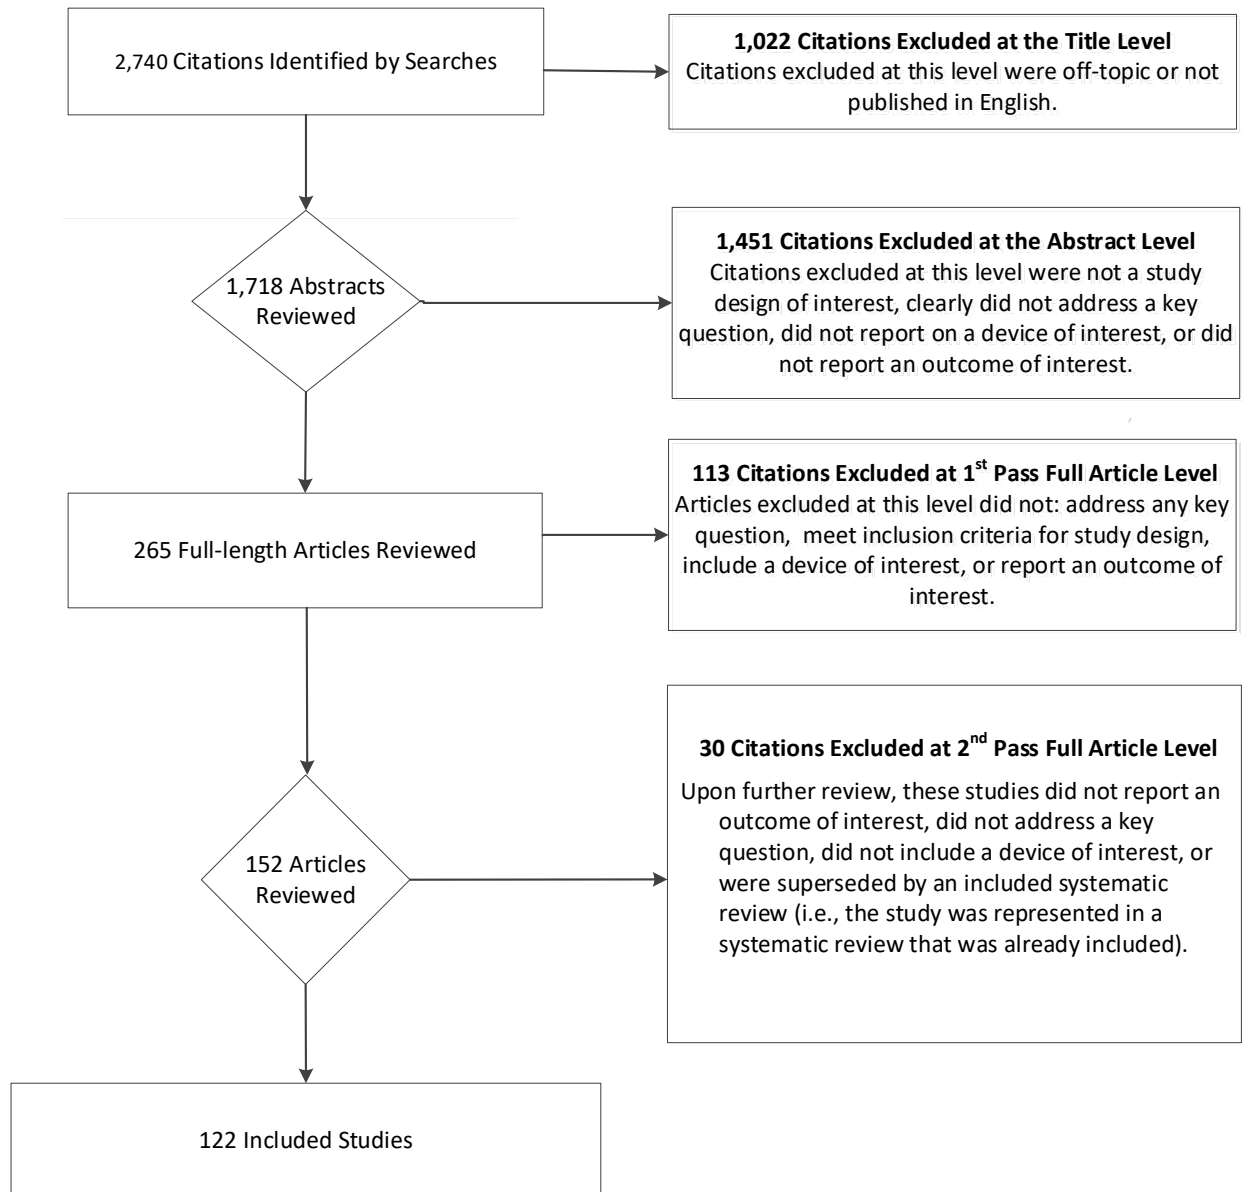 2,740 Citations Identified by Searches
1,022 Citations Excluded at the Title Level
Citations excluded at this level were off-topic or not
published in English.
1,718 Abstracts
Reviewed
1,451 Citations Excluded at the Abstract Level
Citations excluded at this level were not a study
design of interest, clearly did not address a key
question, did not report on a device of interest, or did
not report an outcome of interest.
265 Full-length Articles Reviewed
113 Citations Excluded at 1st Pass Full Article Level
Articles excluded at this level did not: address any key
question, meet inclusion criteria for study design,
include a device of interest, or report an outcome of
interest.
152 Articles
Reviewed
30 Citations Excluded at 2nd Pass Full Article Level
Upon further review, these studies did not report an
outcome of interest, did not address a key
question, did not include a device of interest, or
were superseded by an included systematic
review (i.e., the study was represented in a
systematic review that was already included).
122 Included Studies